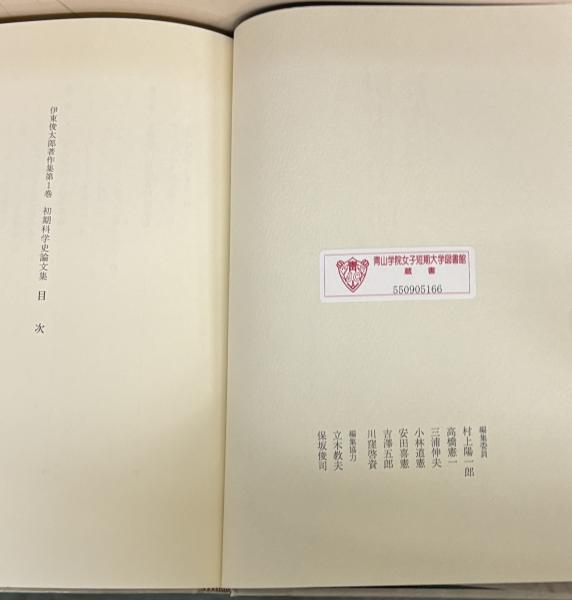 青山学院女子短期大学図書館
蔵書
550905166
編集委員
村上陽一郎
高橋憲一
三浦伸夫
小林道憲
安田喜憲
吉澤五郎
川窪啓資
編集協力
立木教夫
保坂俊司
伊東俊太郎著作集第1巻 初期科学史論文集 目次